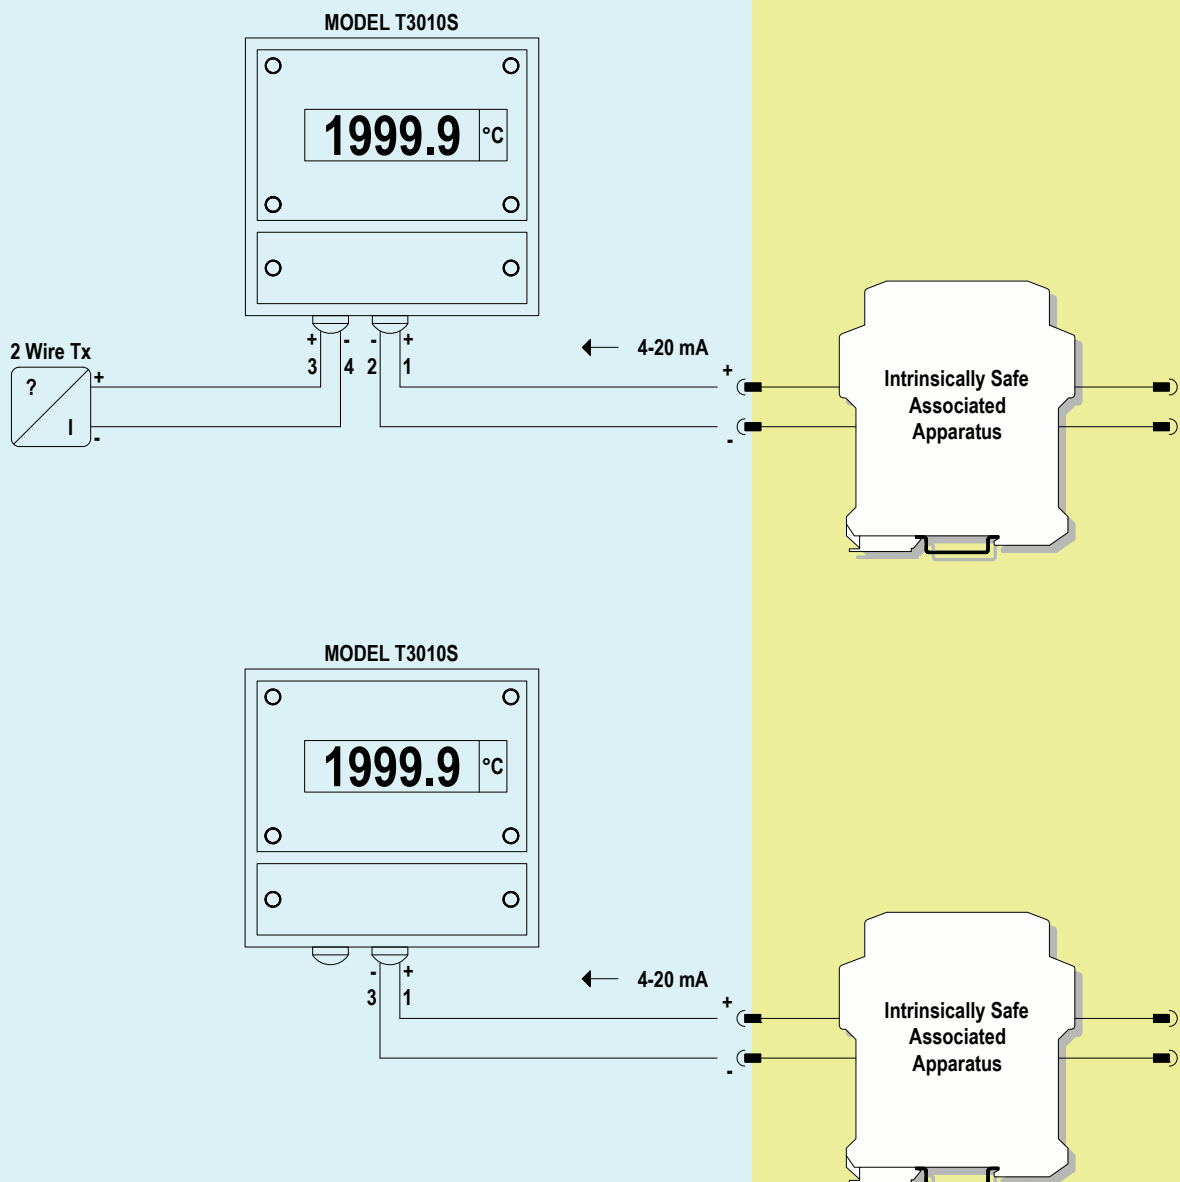 MODEL T3010S
1999.9 °C
+ - - +
3 4 2 1
4-20 mA
2 Wire Tx
? +
I -
+
-
Intrinsically Safe
Associated
Apparatus
MODEL T3010S
1999.9 °C
- +
3 1
4-20 mA
+
-
Intrinsically Safe
Associated
Apparatus